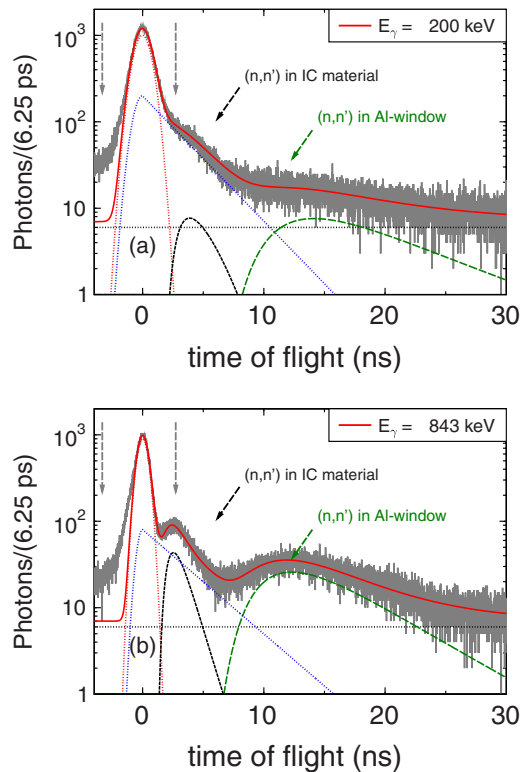 10³
E_γ = 200 keV
(n,n') in IC material
(n,n') in Al-window
10²
10
1
Photons/(6.25 ps)
(a)
0 10 20 30
time of flight (ns)
10³
E_γ = 843 keV
(n,n') in IC material
(n,n') in Al-window
10²
10
1
Photons/(6.25 ps)
(b)
0 10 20 30
time of flight (ns)